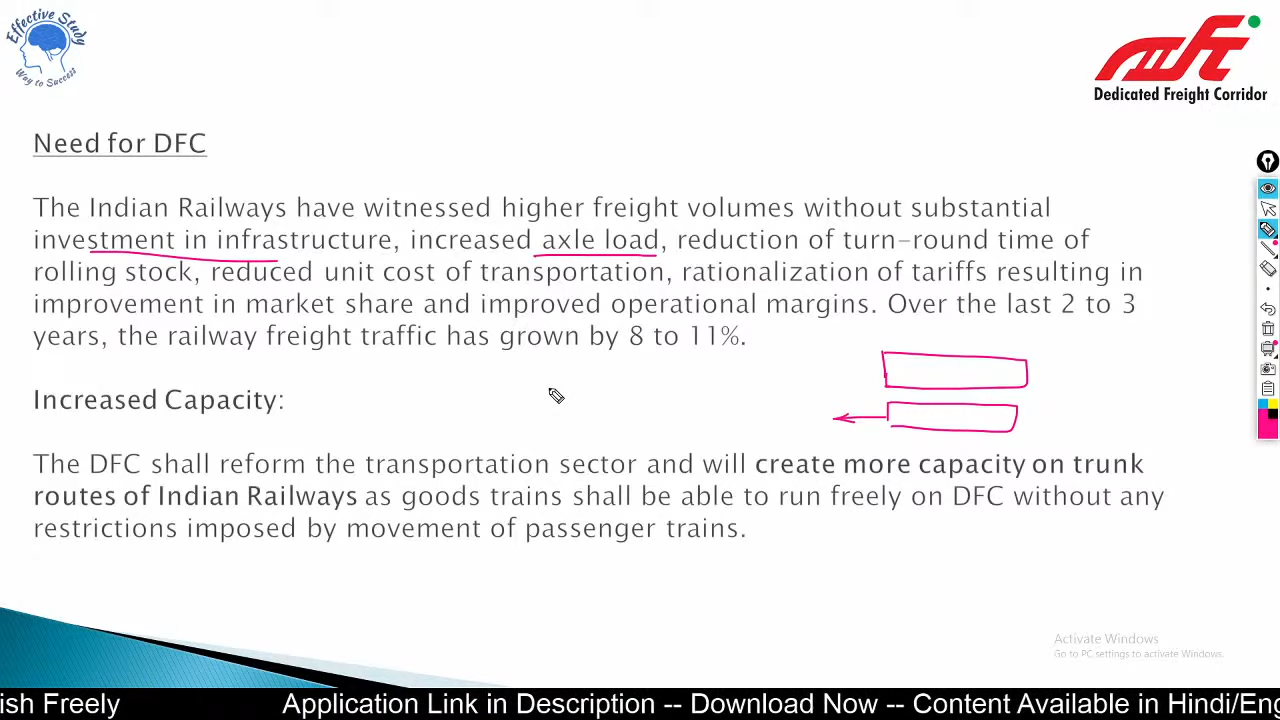 Effective Study
Way to Success
Dedicated Freight Corridor
Need for DFC
The Indian Railways have witnessed higher freight volumes without substantial
investment in infrastructure, increased axle load, reduction of turn-round time of
rolling stock, reduced unit cost of transportation, rationalization of tariffs resulting in
improvement in market share and improved operational margins. Over the last 2 to 3
years, the railway freight traffic has grown by 8 to 11%.
Increased Capacity:
The DFC shall reform the transportation sector and will create more capacity on trunk
routes of Indian Railways as goods trains shall be able to run freely on DFC without any
restrictions imposed by movement of passenger trains.
Activate Windows
Go to PC settings to activate Windows.
ish Freely Application Link in Description -- Download Now -- Content Available in Hindi/Eng